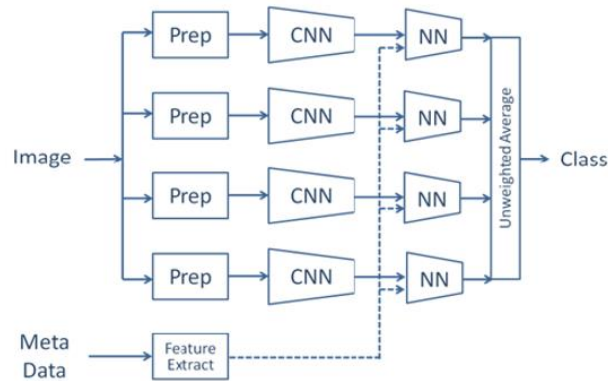 Prep CNN NN
Prep CNN NN
Image
Prep CNN NN
Prep CNN NN
Unweighted Average
Class
Meta
Data
Feature
Extract